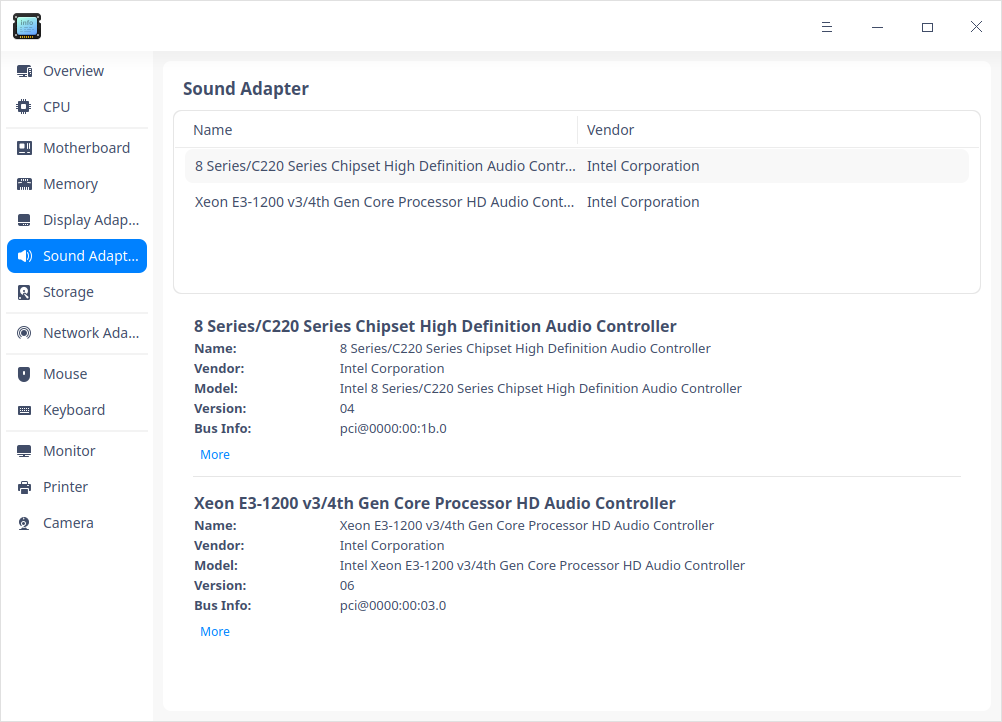 info
Overview
CPU
Motherboard
Memory
Display Adap...
Sound Adapt...
Storage
Network Ada...
Mouse
Keyboard
Monitor
Printer
Camera
Sound Adapter
Name Vendor
8 Series/C220 Series Chipset High Definition Audio Contr... Intel Corporation
Xeon E3-1200 v3/4th Gen Core Processor HD Audio Cont... Intel Corporation
8 Series/C220 Series Chipset High Definition Audio Controller
Name: 8 Series/C220 Series Chipset High Definition Audio Controller
Vendor: Intel Corporation
Model: Intel 8 Series/C220 Series Chipset High Definition Audio Controller
Version: 04
Bus Info: pci@0000:00:1b.0
More
Xeon E3-1200 v3/4th Gen Core Processor HD Audio Controller
Name: Xeon E3-1200 v3/4th Gen Core Processor HD Audio Controller
Vendor: Intel Corporation
Model: Intel Xeon E3-1200 v3/4th Gen Core Processor HD Audio Controller
Version: 06
Bus Info: pci@0000:00:03.0
More